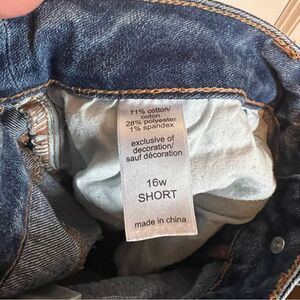 71% cotton/
coton
28% polyester
1% spandex
exclusive of
decoration/
sauf décoration
16w
SHORT
made in china